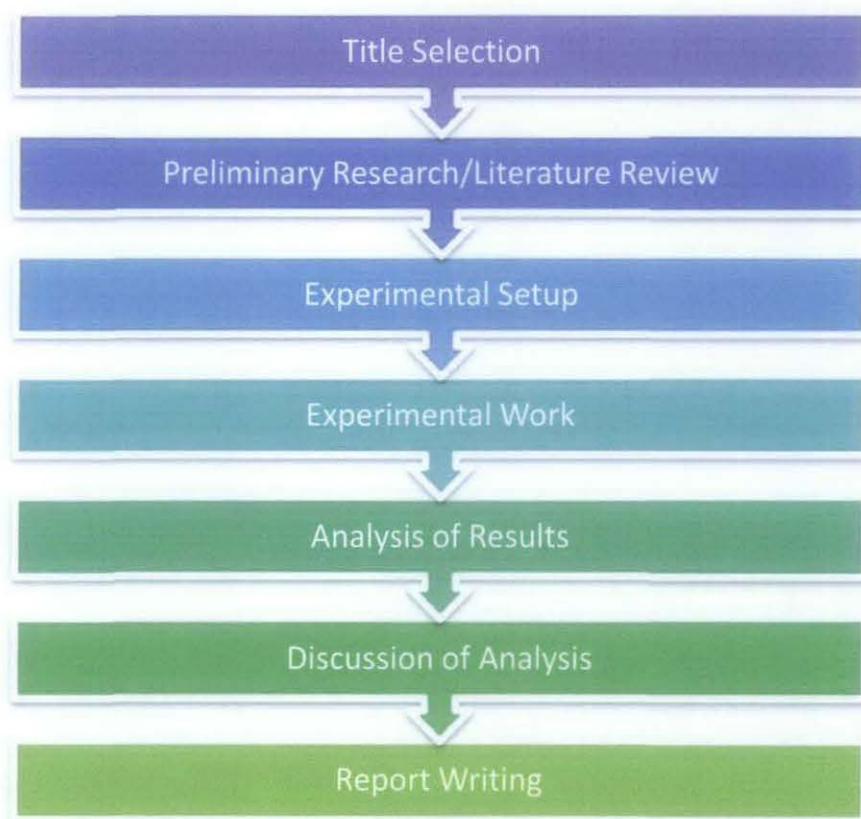 Title Selection
Preliminary Research/Literature Review
Experimental Setup
Experimental Work
Analysis of Results
Discussion of Analysis
Report Writing